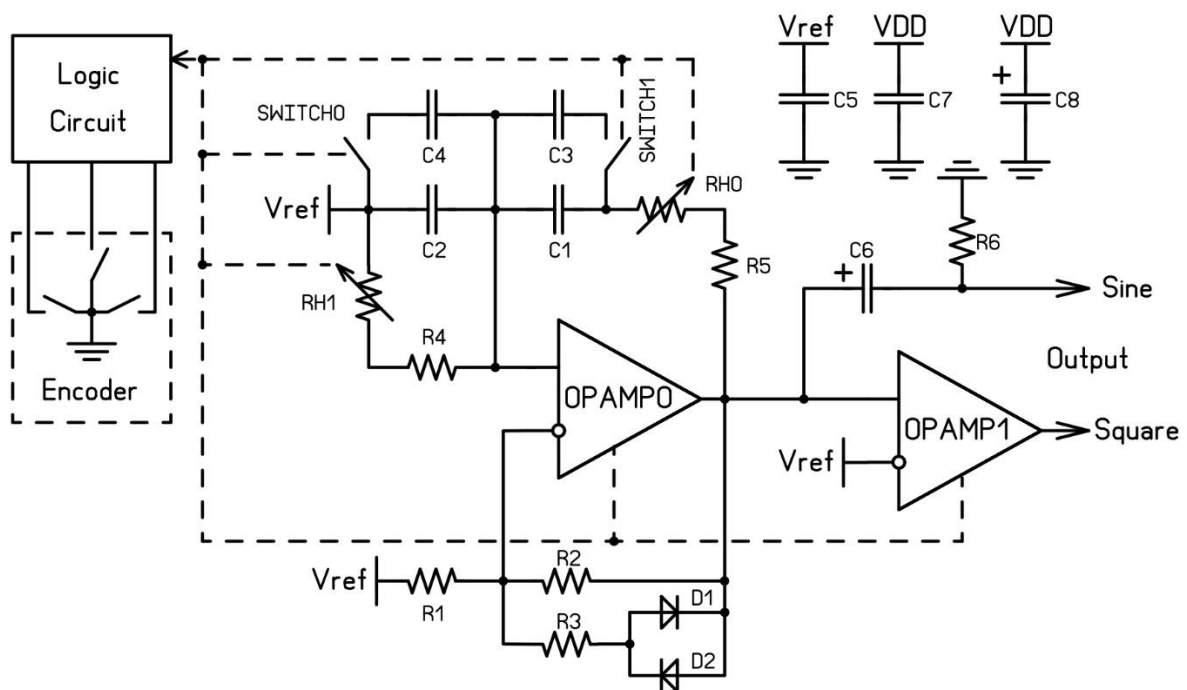 Logic
Circuit
Encoder
SWITCH0
SWITCH1
C4
C3
C2
C1
Vref
RH0
RH1
R4
R5
Vref
C5
VDD
C7
VDD
+
C8
C6
+
R6
Sine
Output
Square
OPAMP0
OPAMP1
Vref
Vref
R1
R2
R3
D1
D2